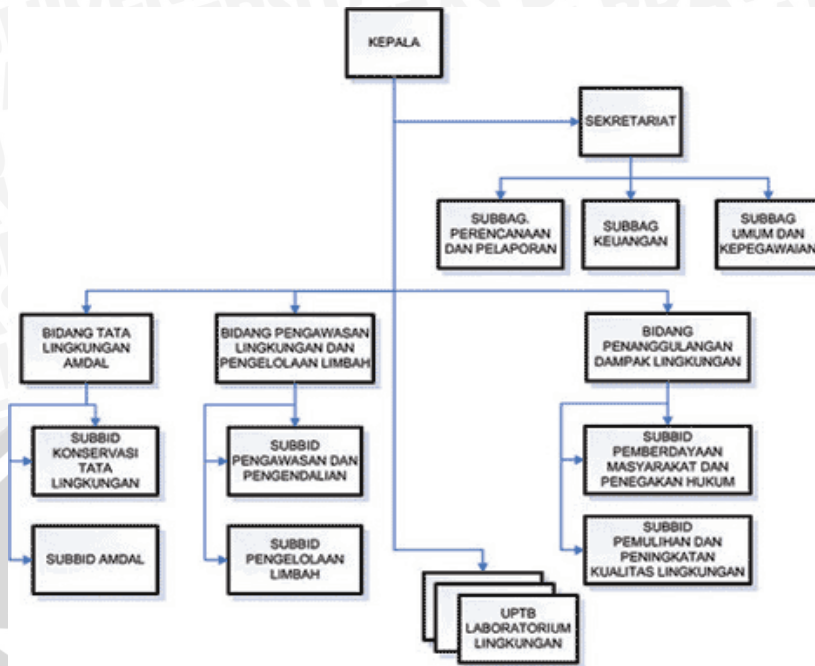 KEPALA
SEKRETARIAT
SUBBAG.
PERENCANAAN
DAN PELAPORAN
SUBBAG
KEUANGAN
SUBBAG
UMUM DAN
KEPEGAWAIAN
BIDANG TATA
LINGKUNGAN
AMDAL
BIDANG PENGAWASAN
LINGKUNGAN DAN
PENGELOLAAN LIMBAH
BIDANG
PENANGGULANGAN
DAMPAK LINGKUNGAN
SUBBID
KONSERVASI
TATA
LINGKUNGAN
SUBBID
PENGAWASAN DAN
PENGENDALIAN
SUBBID
PEMBERDAYAAN
MASYARAKAT DAN
PENEGAKAN HUKUM
SUBBID AMDAL
SUBBID
PENGELOLAAN
LIMBAH
SUBBID
PEMULIHAN DAN
PENINGKATAN
KUALITAS LINGKUNGAN
UPTB
LABORATORIUM
LINGKUNGAN